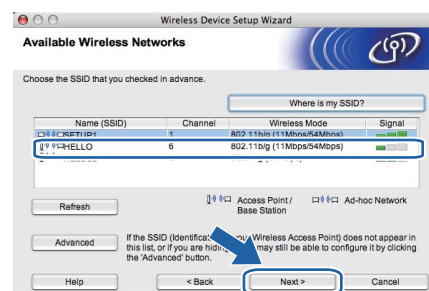 Wireless Device Setup Wizard
Available Wireless Networks
Choose the SSID that you checked in advance.
Where is my SSID?
Name (SSID) Channel Wireless Mode Signal
SETUP1 1 802.11b/g (11Mbps/54Mbps)
HELLO 6 802.11b/g (11Mbps/54Mbps)
Refresh
Access Point / Base Station
Ad-hoc Network
Advanced
If the SSID (Identificat Wireless Access Point) does not appear in
this list, or if you are hiding may still be able to configure it by clicking
the 'Advanced' button.
Help < Back Next > Cancel